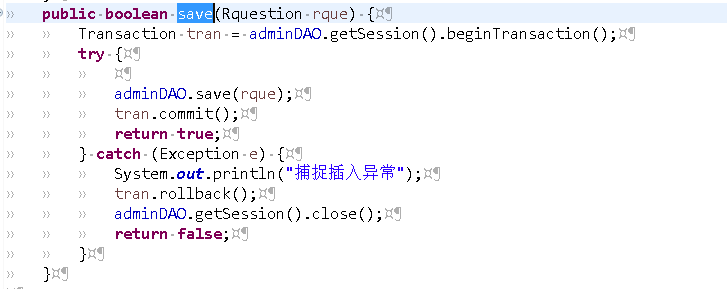 public boolean save(Rquestion rque) {
Transaction tran = adminDAO.getSession().beginTransaction();
try {
adminDAO.save(rque);
tran.commit();
return true;
} catch (Exception e) {
System.out.println("捕捉插入异常");
tran.rollback();
adminDAO.getSession().close();
return false;
}
}